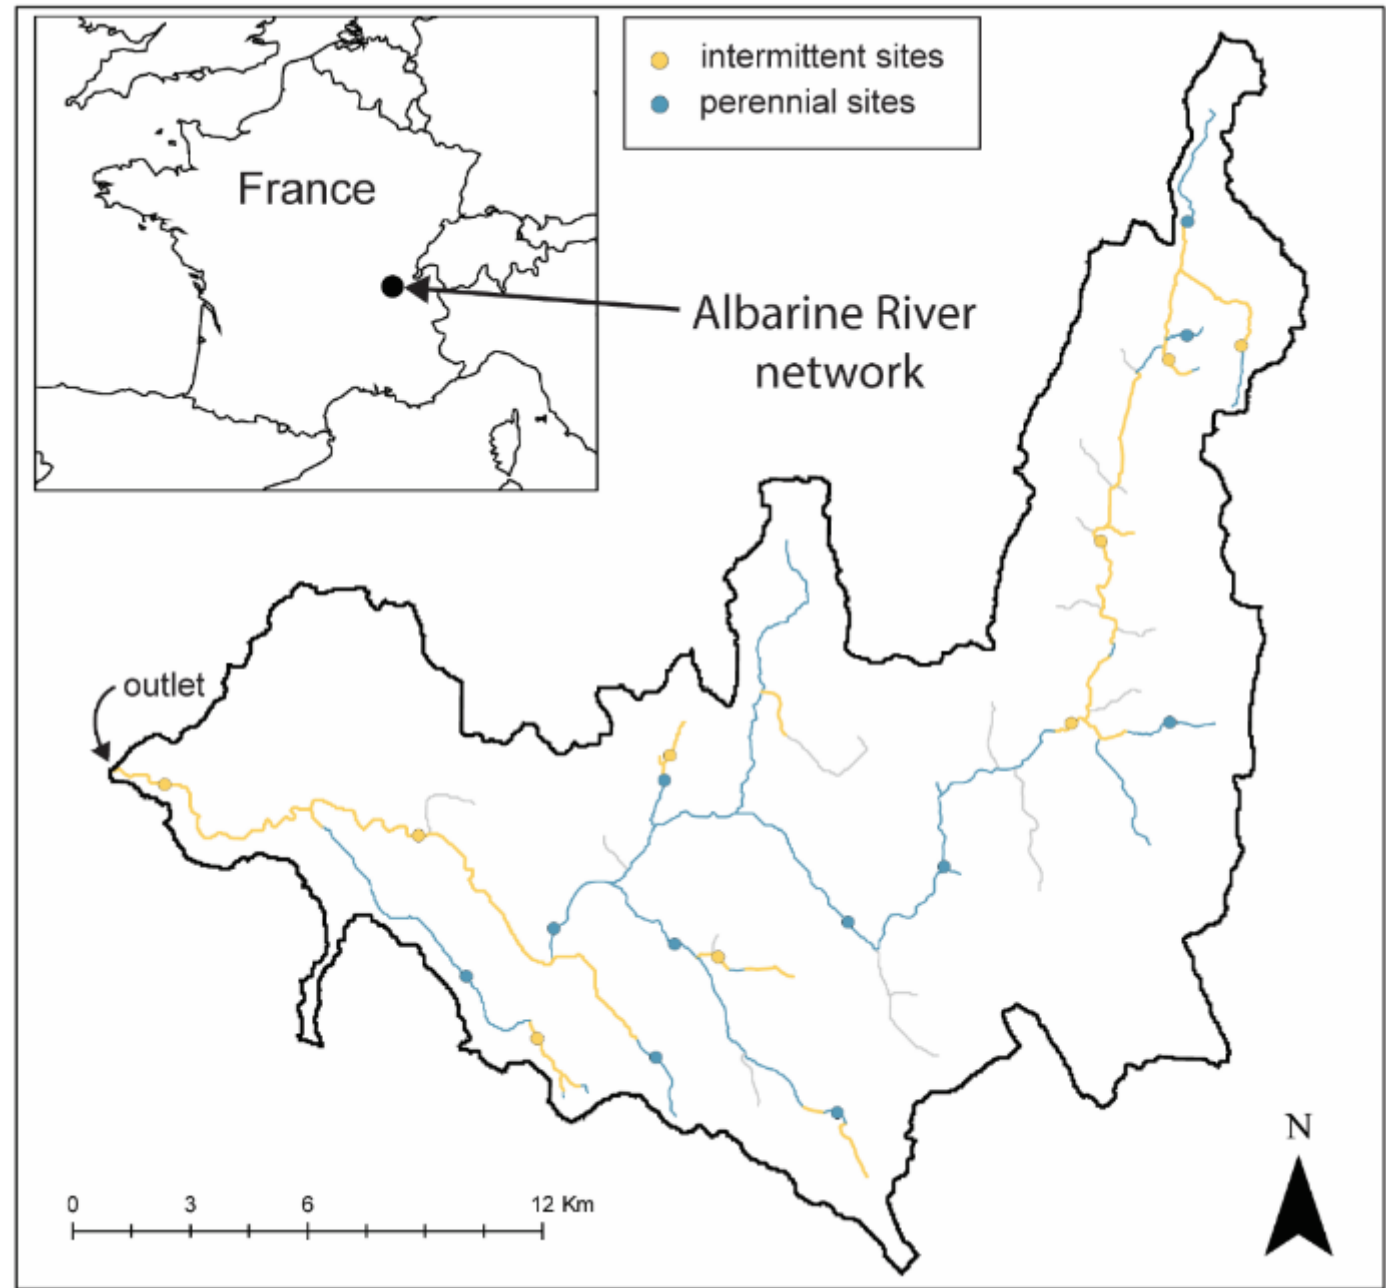 intermittent sites
perennial sites
France
Albarine River
network
outlet
0 3 6 12 Km
N